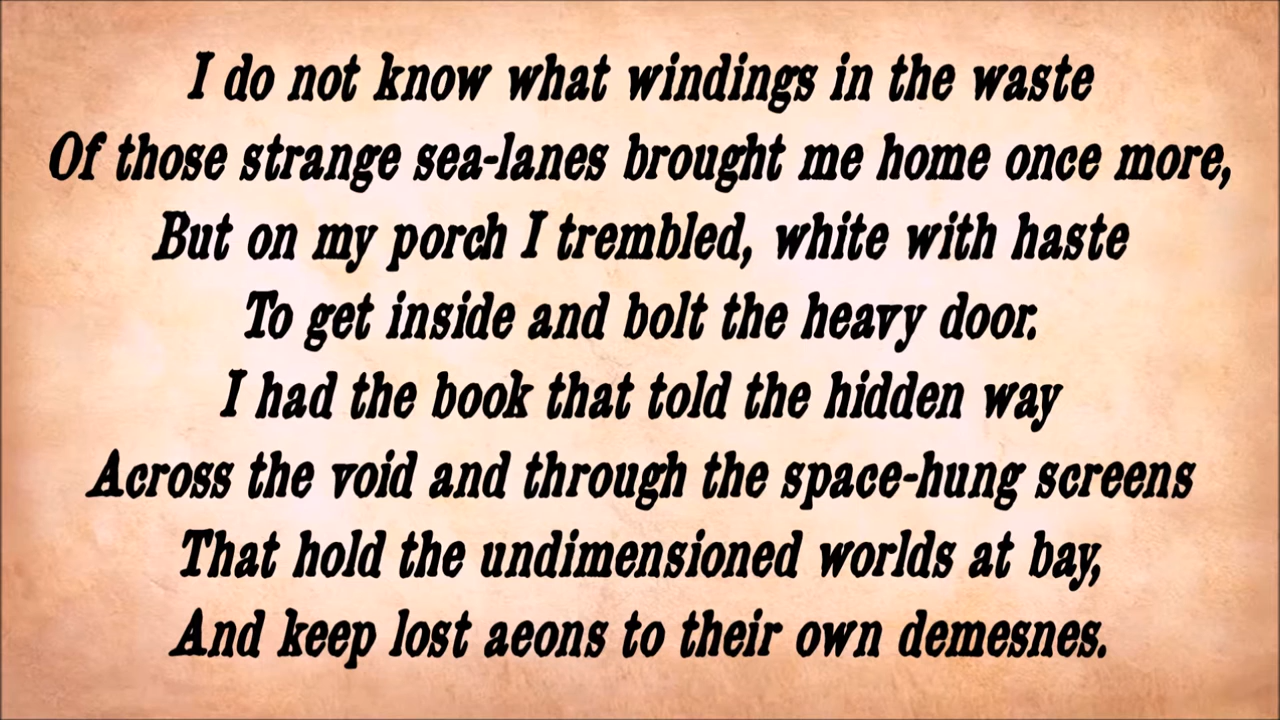 I do not know what windings in the waste
Of those strange sea-lanes brought me home once more,
But on my porch I trembled, white with haste
To get inside and bolt the heavy door.
I had the book that told the hidden way
Across the void and through the space-hung screens
That hold the undimensioned worlds at bay,
And keep lost aeons to their own demesnes.